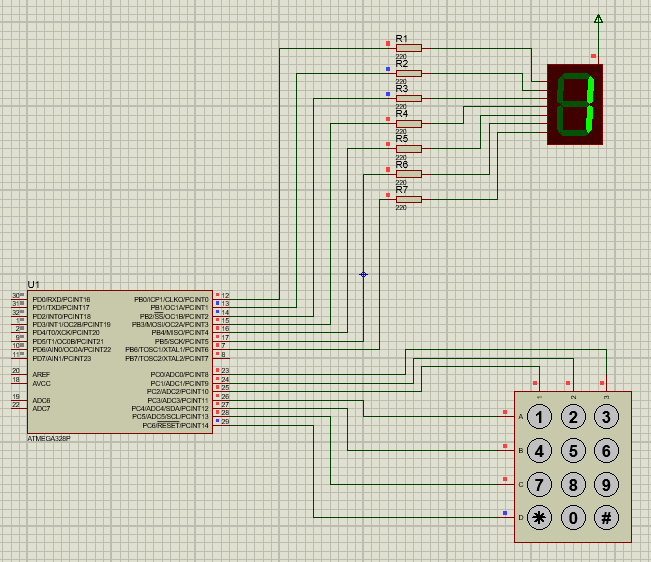 R1
220
R2
220
R3
220
R4
220
R5
220
R6
220
R7
220
U1
30 PD0/RXD/PCINT16 PB0/ICP1/CLKO/PCINT0 12
31 PD1/TXD/PCINT17 PB1/OC1A/PCINT1 13
32 PD2/INT0/PCINT18 PB2/SS/OC1B/PCINT2 14
1 PD3/INT1/OC2B/PCINT19 PB3/MOSI/OC2A/PCINT3 15
2 PD4/T0/XCK/PCINT20 PB4/MISO/PCINT4 16
9 PD5/T1/OC0B/PCINT21 PB5/SCK/PCINT5 17
10 PD6/AIN0/OC0A/PCINT22 PB6/TOSC1/XTAL1/PCINT6 7
11 PD7/AIN1/PCINT23 PB7/TOSC2/XTAL2/PCINT7 8
20 AREF PC0/ADC0/PCINT8 23
18 AVCC PC1/ADC1/PCINT9 24
PC2/ADC2/PCINT10 25
19 ADC6 PC3/ADC3/PCINT11 26
22 ADC7 PC4/ADC4/SDA/PCINT12 27
PC5/ADC5/SCL/PCINT13 28
PC6/RESET/PCINT14 29
ATMEGA328P
1 2 3
A 1 2 3
B 4 5 6
C 7 8 9
D * 0 #